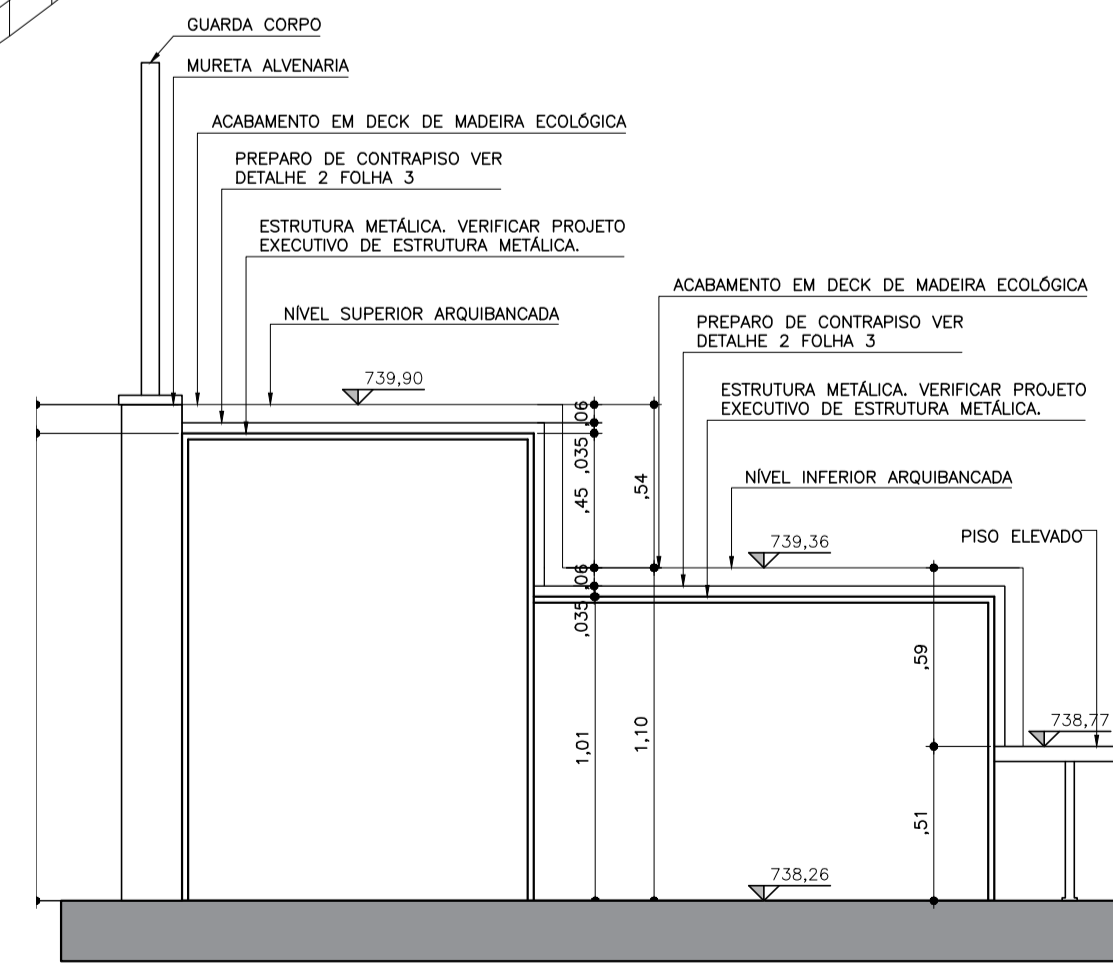 GUARDA CORPO
MURETA ALVENARIA
ACABAMENTO EM DECK DE MADEIRA ECOLÓGICA
PREPARO DE CONTRAPISO VER
DETALHE 2 FOLHA 3
ESTRUTURA METÁLICA. VERIFICAR PROJETO
EXECUTIVO DE ESTRUTURA METÁLICA.
NÍVEL SUPERIOR ARQUIBANCADA
739,90
ACABAMENTO EM DECK DE MADEIRA ECOLÓGICA
PREPARO DE CONTRAPISO VER
DETALHE 2 FOLHA 3
ESTRUTURA METÁLICA. VERIFICAR PROJETO
EXECUTIVO DE ESTRUTURA METÁLICA.
NÍVEL INFERIOR ARQUIBANCADA
PISO ELEVADO
739,36
738,77
738,26
,06
,035
,45
,06
,035
1,01
,54
1,10
,59
,51